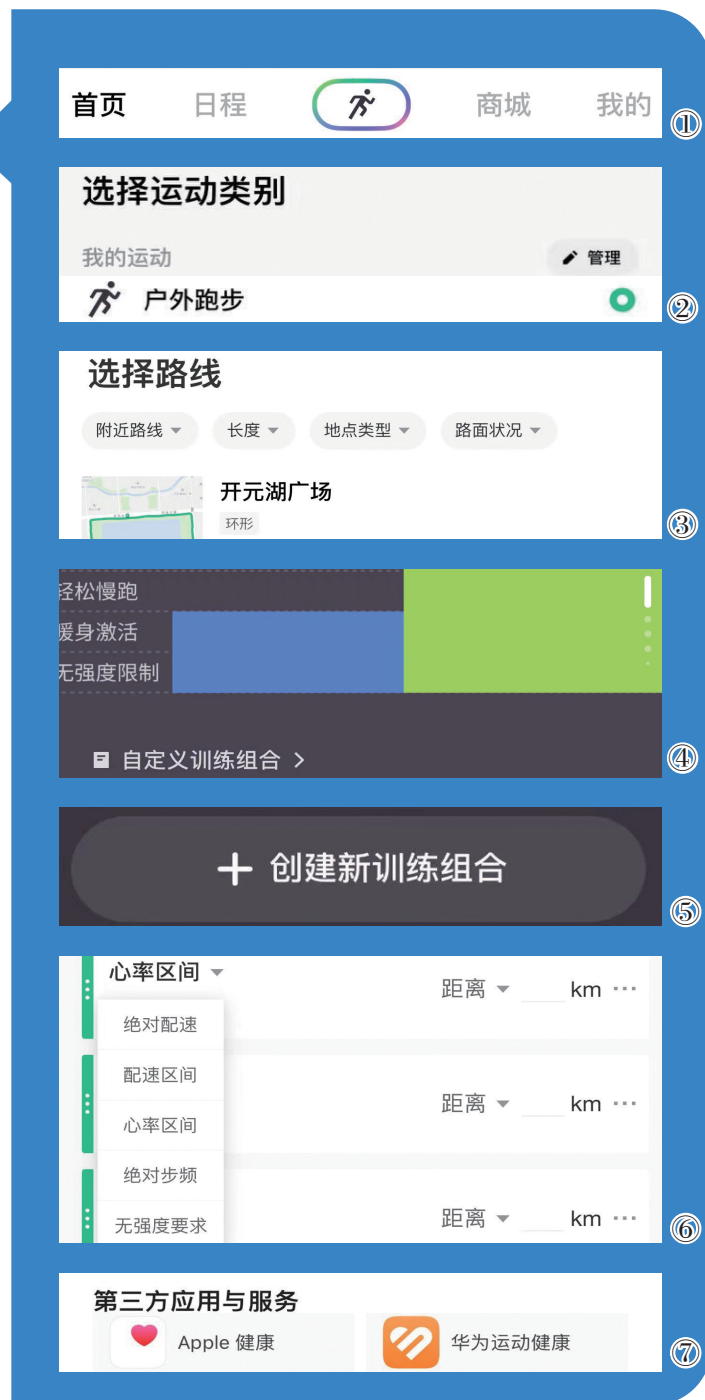 首页 日程 商城 我的
①
选择运动类别
我的运动 管理
户外跑步
②
选择路线
附近路线 长度 地点类型 路面状况
开元湖广场
环形
③
轻松慢跑
暖身激活
无强度限制
自定义训练组合 >
④
+ 创建新训练组合
⑤
心率区间 距离 km ···
绝对配速
配速区间
距离 km ···
心率区间
绝对步频
无强度要求 距离 km ···
⑥
第三方应用与服务
Apple 健康 华为运动健康
⑦